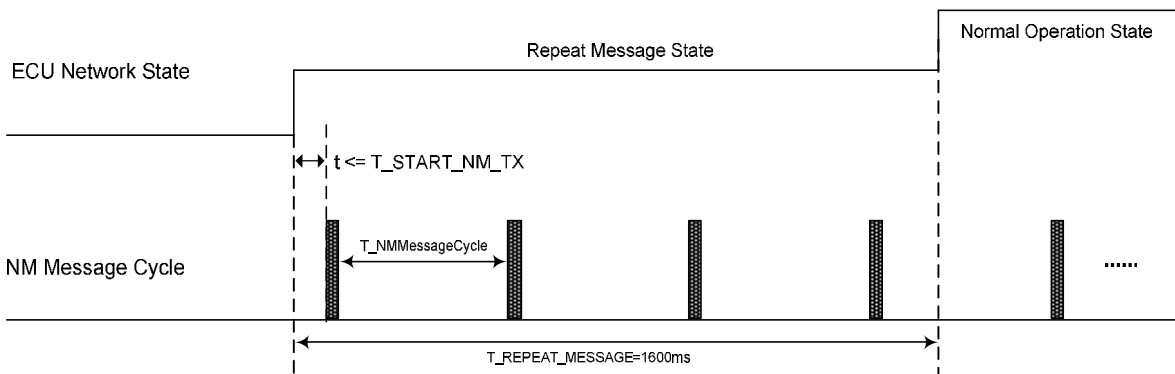 Normal Operation State
Repeat Message State
ECU Network State
t <= T_START_NM_TX
T_NMMessageCycle
NM Message Cycle
......
T_REPEAT_MESSAGE=1600ms